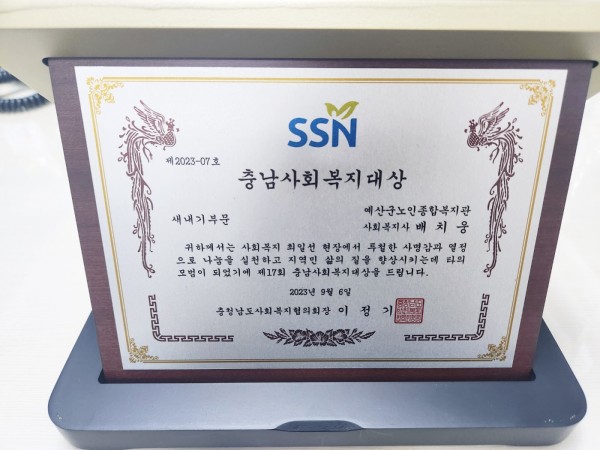 SSN
제2023-07호
충남사회복지대상
예산군노인종합복지관
새내기부문
사회복지사 배치웅
귀하께서는 사회복지 최일선 현장에서 투철한 사명감과 열정
으로 나눔을 실천하고 지역민 삶의 질을 향상시키는데 타의
모범이 되었기에 제17회 충남사회복지대상을 드립니다.
2023년 9월 6일
충청남도사회복지협의회장 이정기